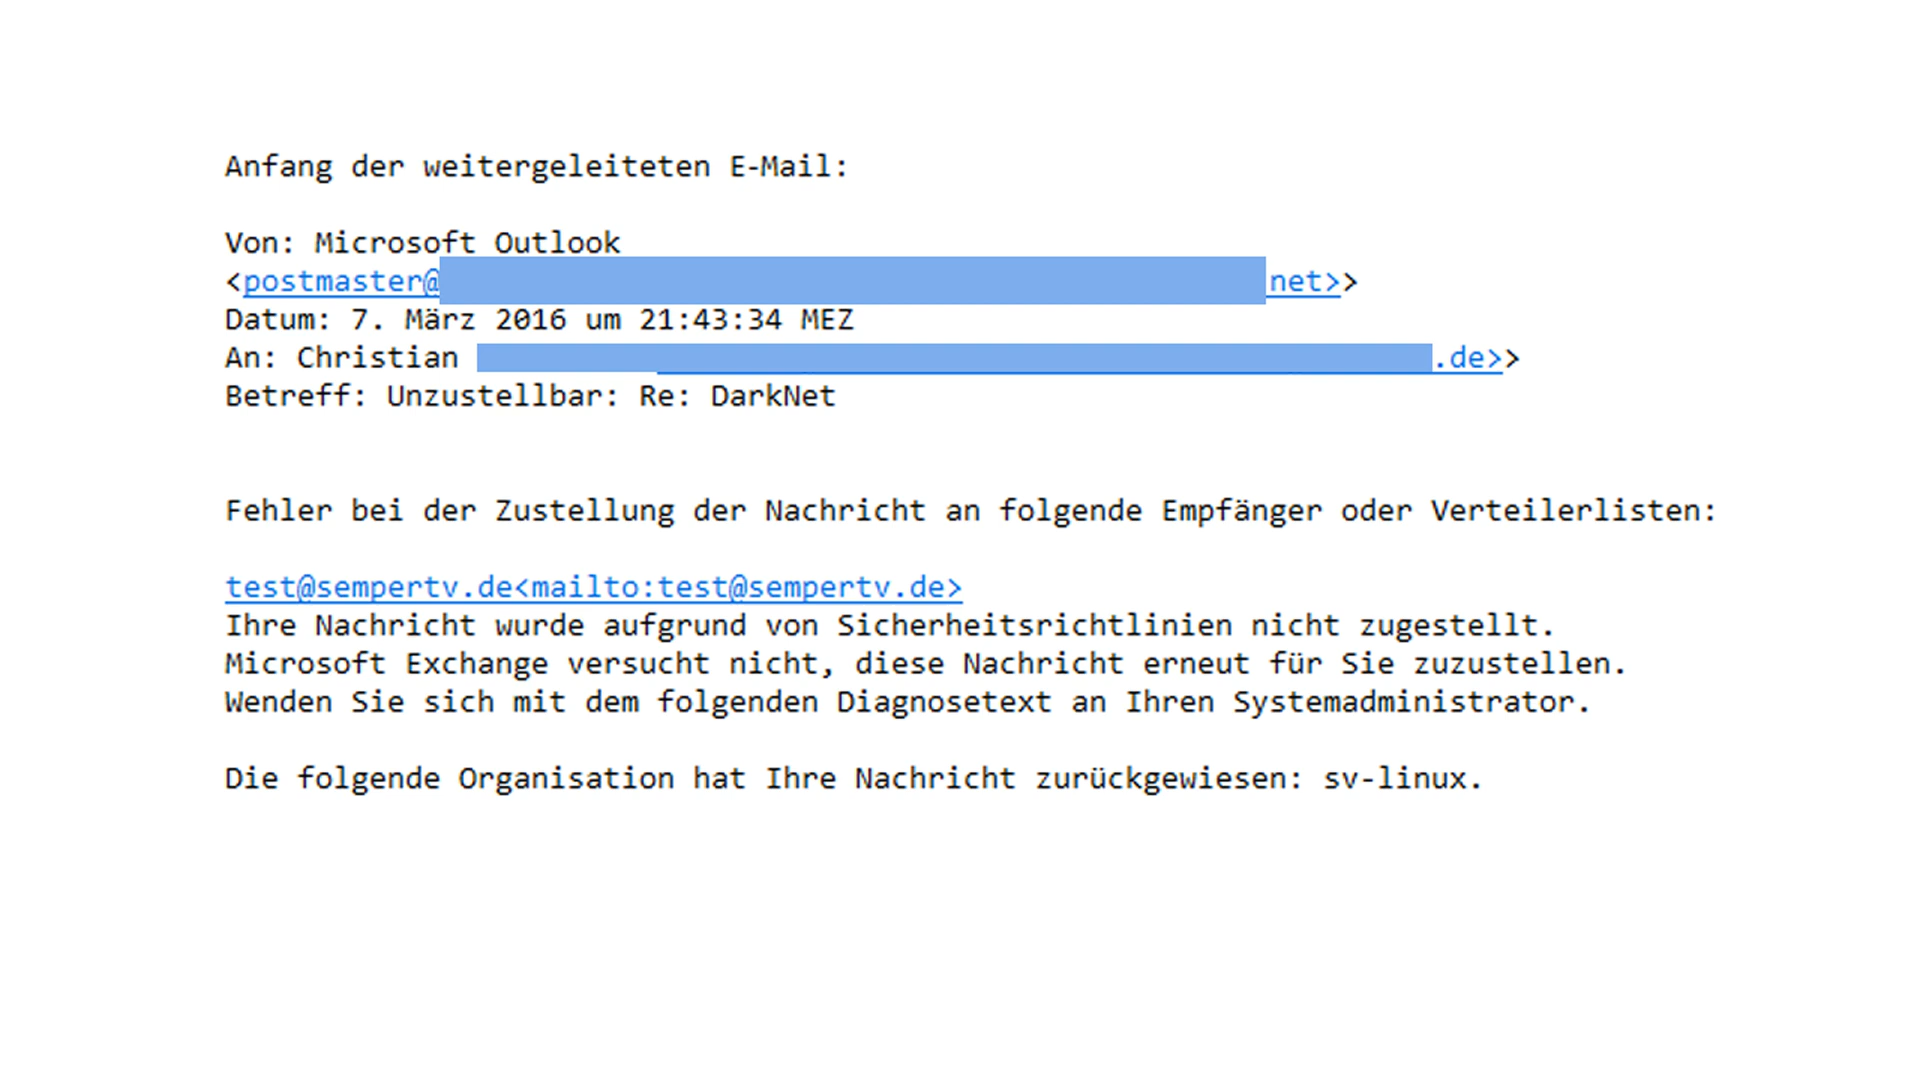 Anfang der weitergeleiteten E-Mail:
Von: Microsoft Outlook
<postmaster@ net>>
Datum: 7. März 2016 um 21:43:34 MEZ
An: Christian .de>>
Betreff: Unzustellbar: Re: DarkNet
Fehler bei der Zustellung der Nachricht an folgende Empfänger oder Verteilerlisten:
test@sempertv.de<mailto:test@sempertv.de>
Ihre Nachricht wurde aufgrund von Sicherheitsrichtlinien nicht zugestellt.
Microsoft Exchange versucht nicht, diese Nachricht erneut für Sie zuzustellen.
Wenden Sie sich mit dem folgenden Diagnosetext an Ihren Systemadministrator.
Die folgende Organisation hat Ihre Nachricht zurückgewiesen: sv-linux.